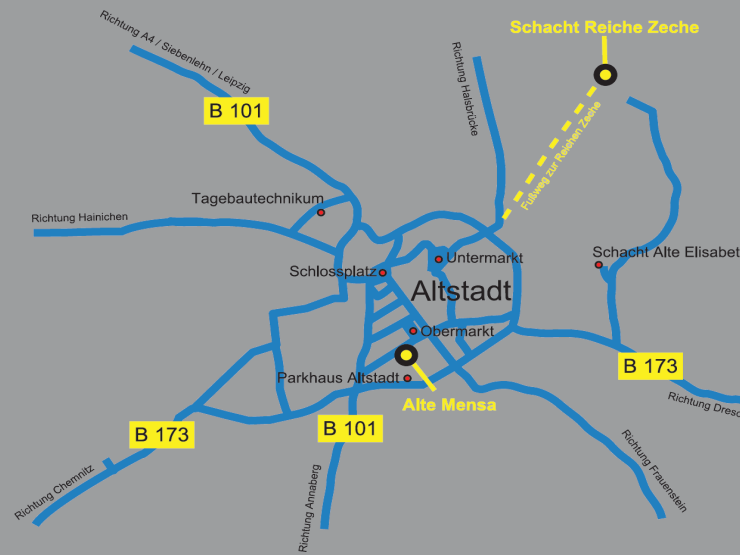 Richtung A4 / Siebenlehn / Leipzig
Schacht Reiche Zeche
Richtung Halsbrücke
B 101
Fußweg zur Reichen Zeche
Tagebautechnikum
Richtung Hainichen
Untermarkt
Schacht Alte Elisabet
Schlossplatz
Altstadt
Obermarkt
B 173
Parkhaus Altstadt
Alte Mensa
Richtung Dresd
B 101
B 173
Richtung Frauenstein
Richtung Chemnitz
Richtung Annaberg